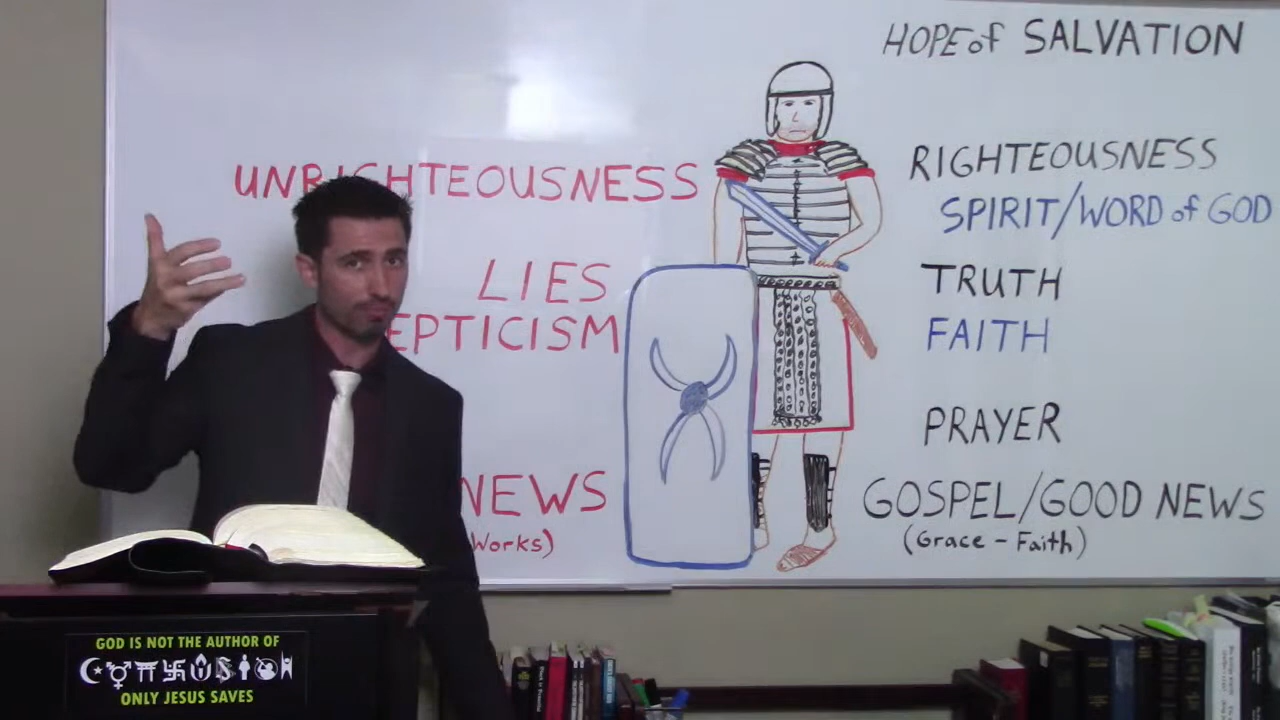 HOPE of SALVATION
UNRIGHTEOUSNESS
RIGHTEOUSNESS
SPIRIT/WORD of GOD
LIES
TRUTH
EPTICISM
FAITH
PRAYER
NEWS
GOSPEL/GOOD NEWS
Works)
(Grace - Faith)
GOD IS NOT THE AUTHOR OF
ONLY JESUS SAVES